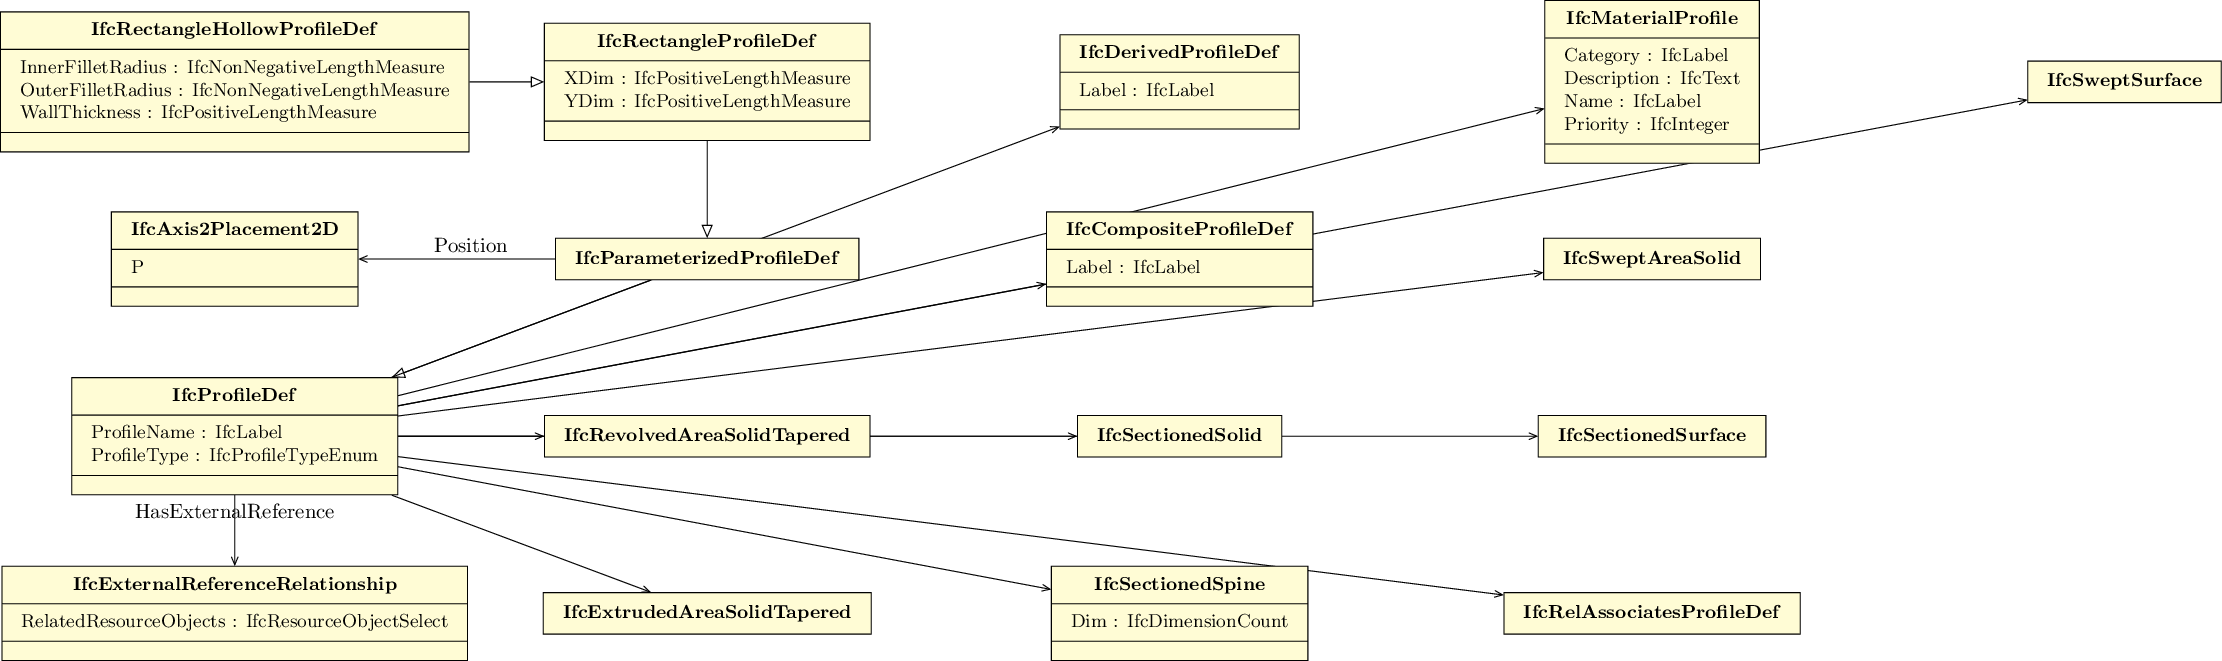 IfcRectangleHollowProfileDef
InnerFilletRadius : IfcNonNegativeLengthMeasure
OuterFilletRadius : IfcNonNegativeLengthMeasure
WallThickness : IfcPositiveLengthMeasure
IfcRectangleProfileDef
XDim : IfcPositiveLengthMeasure
YDim : IfcPositiveLengthMeasure
IfcDerivedProfileDef
Label : IfcLabel
IfcMaterialProfile
Category : IfcLabel
Description : IfcText
Name : IfcLabel
Priority : IfcInteger
IfcSweptSurface
IfcAxis2Placement2D
P
Position
IfcParameterizedProfileDef
IfcCompositeProfileDef
Label : IfcLabel
IfcSweptAreaSolid
IfcProfileDef
ProfileName : IfcLabel
ProfileType : IfcProfileTypeEnum
IfcRevolvedAreaSolidTapered
IfcSectionedSolid
IfcSectionedSurface
HasExternalReference
IfcExternalReferenceRelationship
RelatedResourceObjects : IfcResourceObjectSelect
IfcExtrudedAreaSolidTapered
IfcSectionedSpine
Dim : IfcDimensionCount
IfcRelAssociatesProfileDef